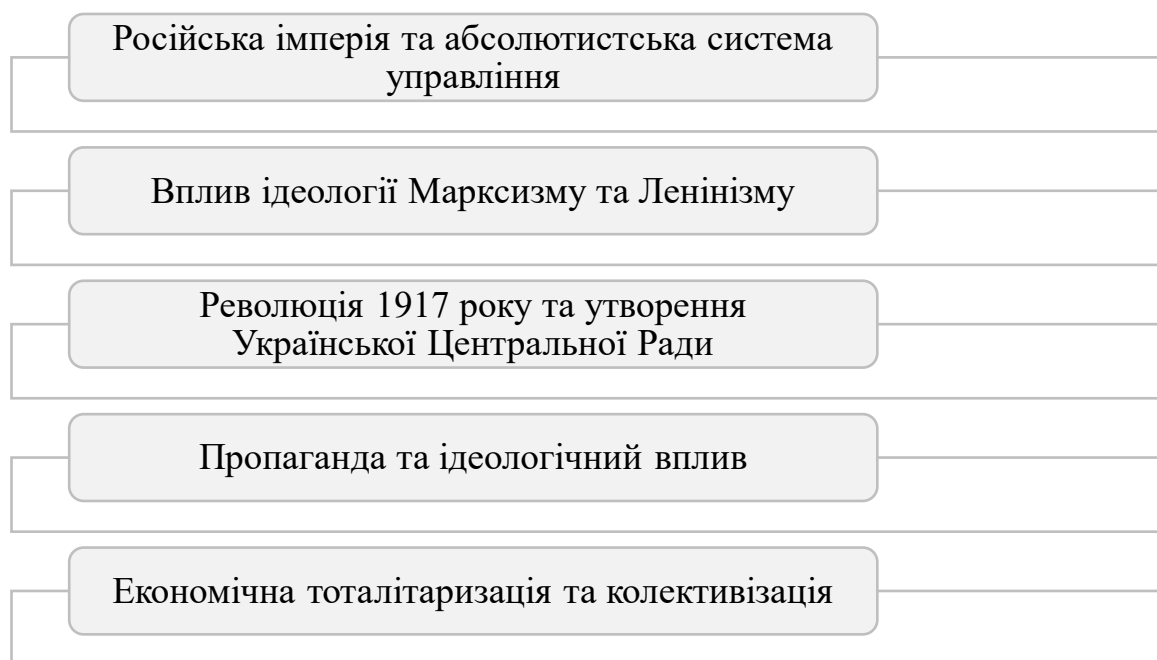 Російська імперія та абсолютистська система
управління
Вплив ідеології Марксизму та Ленінізму
Революція 1917 року та утворення
Української Центральної Ради
Пропаганда та ідеологічний вплив
Економічна тоталітаризація та колективізація